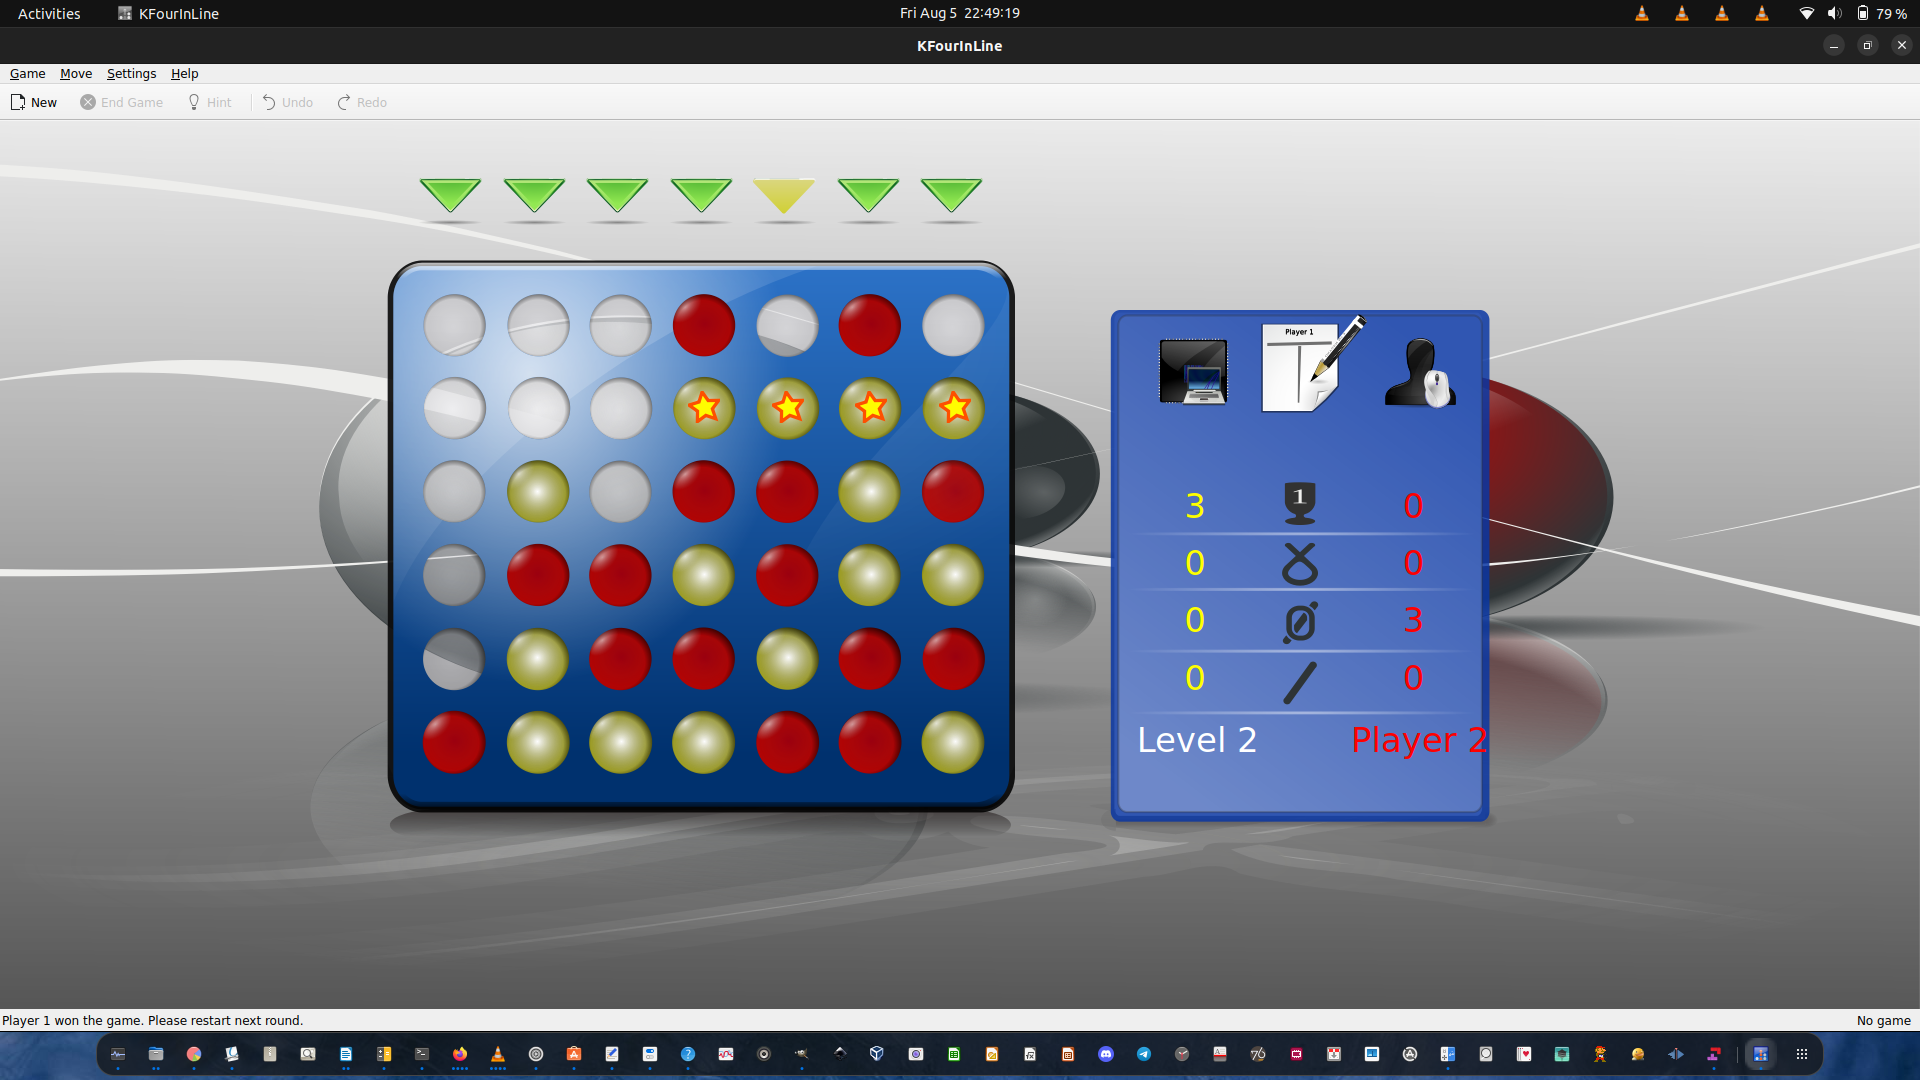 Activities KFourInLine Fri Aug 5 22:49:19 79 %
KFourInLine
Game Move Settings Help
New End Game Hint Undo Redo
Player 1
1
3 0
0 0
0 3
0 0
Level 2 Player 2
Player 1 won the game. Please restart next round. No game